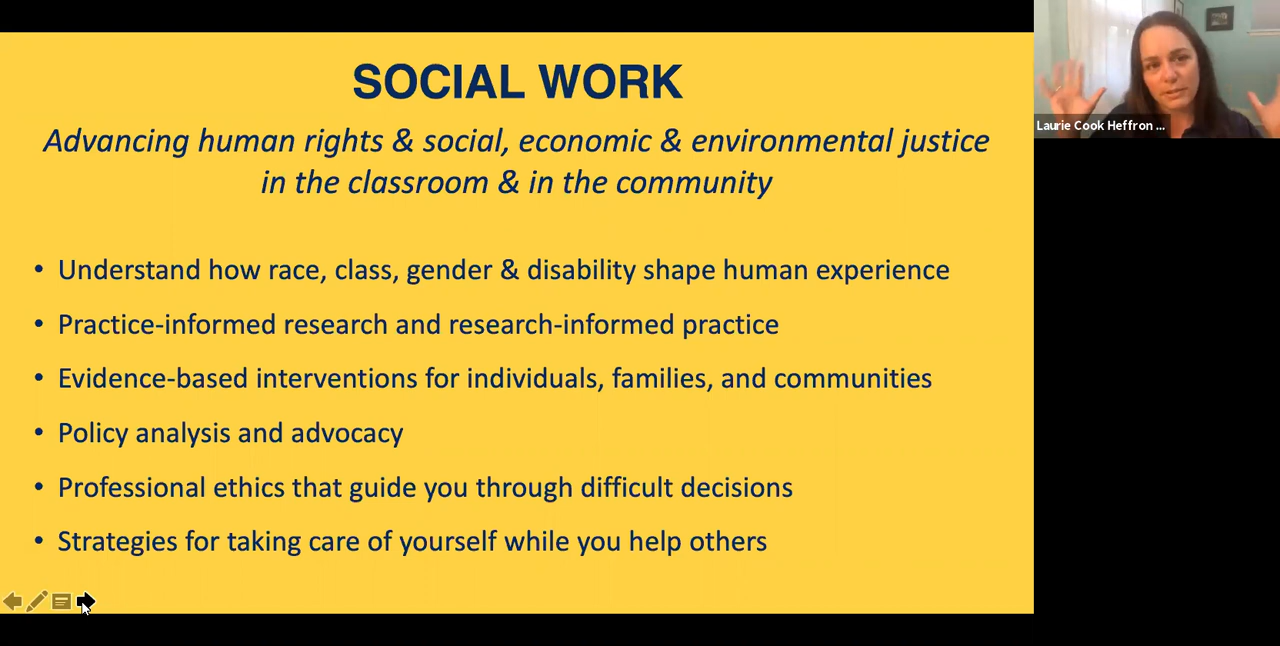 SOCIAL WORK
Advancing human rights & social, economic & environmental justice
in the classroom & in the community
• Understand how race, class, gender & disability shape human experience
• Practice-informed research and research-informed practice
• Evidence-based interventions for individuals, families, and communities
• Policy analysis and advocacy
• Professional ethics that guide you through difficult decisions
• Strategies for taking care of yourself while you help others
Laurie Cook Heffron ...